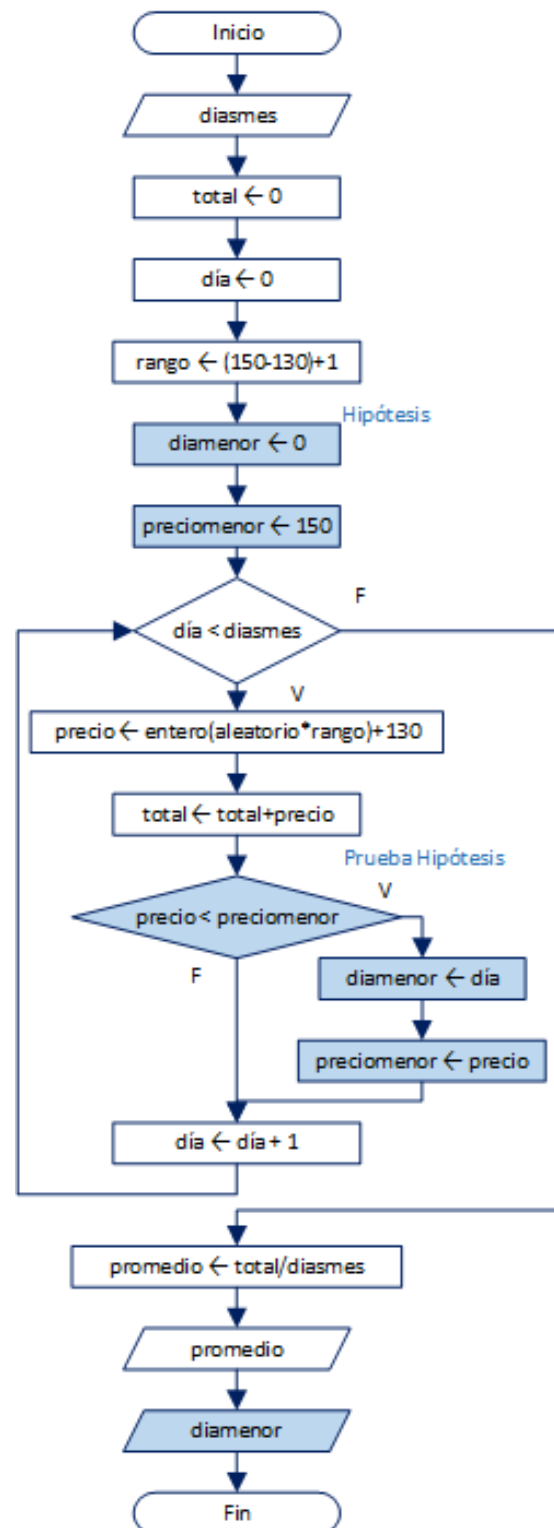 Inicio
diasmes
total ← 0
día ← 0
rango ← (150-130)+1
Hipótesis
diamenor ← 0
preciomenor ← 150
F
día < diasmes
V
precio ← entero(aleatorio*rango)+130
total ← total+precio
Prueba Hipótesis
V
precio < preciomenor
F
diamenor ← día
preciomenor ← precio
día ← día + 1
promedio ← total/diasmes
promedio
diamenor
Fin